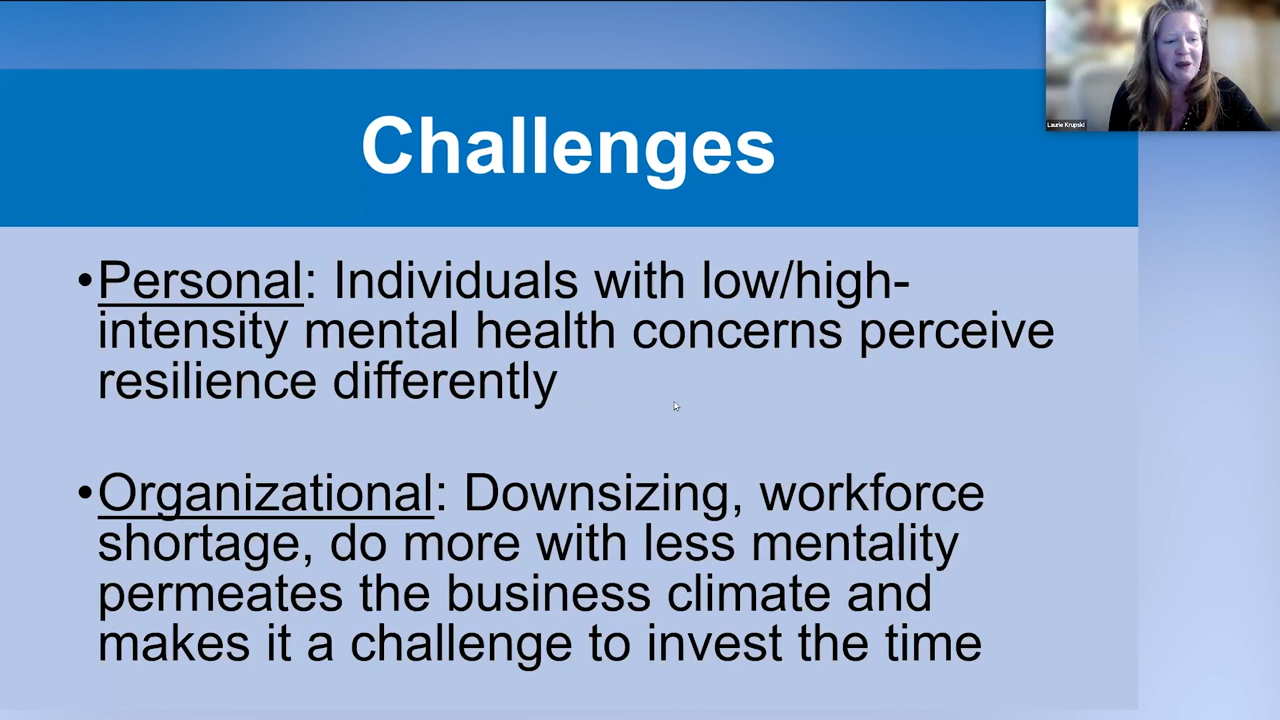 Challenges
Laurie Krupski
•Personal: Individuals with low/high-
intensity mental health concerns perceive
resilience differently
•Organizational: Downsizing, workforce
shortage, do more with less mentality
permeates the business climate and
makes it a challenge to invest the time